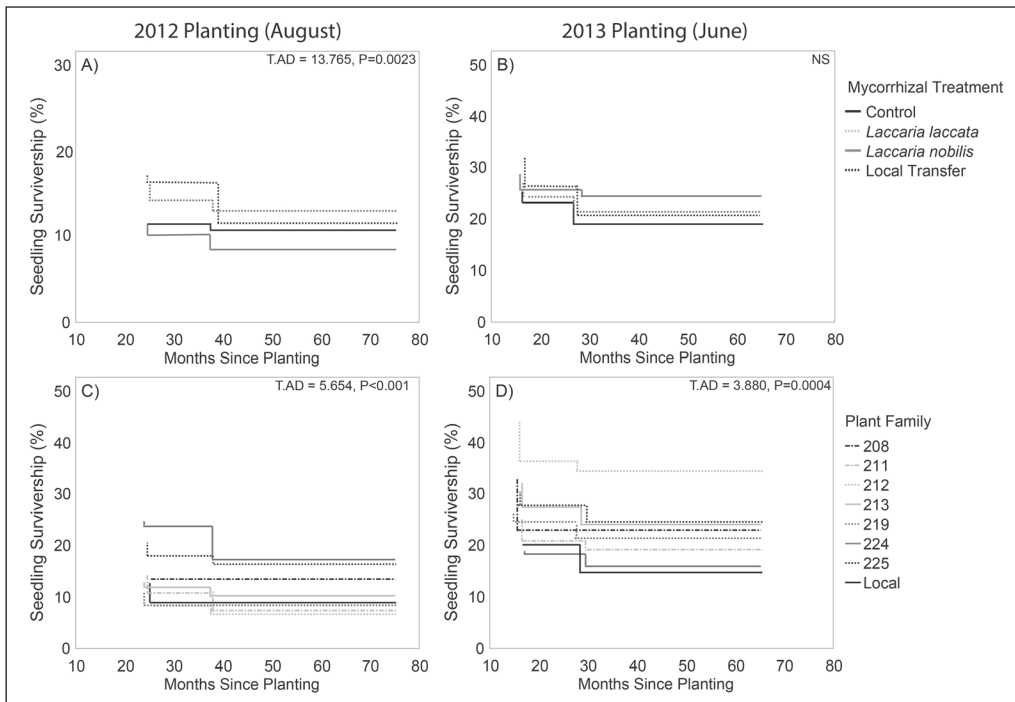 2012 Planting (August)
2013 Planting (June)
A)
T.AD = 13.765, P=0.0023
30
20
10
0
Seedling Survivership (%)
10 20 30 40 50 60 70 80
Months Since Planting
B)
NS
50
40
30
20
10
0
Seedling Survivership (%)
10 20 30 40 50 60 70 80
Months Since Planting
Mycorrhizal Treatment
Control
Laccaria laccata
Laccaria nobilis
Local Transfer
C)
T.AD = 5.654, P<0.001
50
40
30
20
10
0
Seedling Survivership (%)
10 20 30 40 50 60 70 80
Months Since Planting
D)
T.AD = 3.880, P=0.0004
50
40
30
20
10
0
Seedling Survivership (%)
10 20 30 40 50 60 70 80
Months Since Planting
Plant Family
208
211
212
213
219
224
225
Local